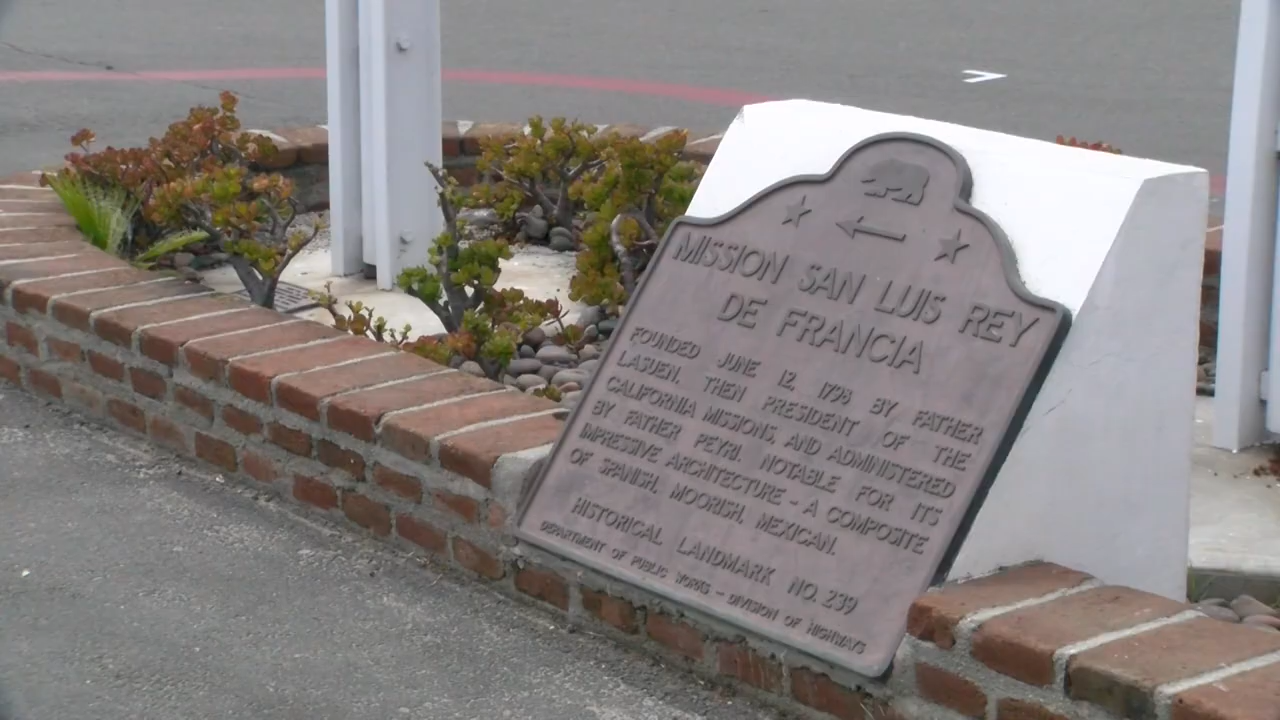 MISSION SAN LUIS REY
DE FRANCIA
FOUNDED JUNE 12, 1798 BY FATHER
LASUEN, THEN PRESIDENT OF THE
CALIFORNIA MISSIONS, AND ADMINISTERED
BY FATHER PEYRI. NOTABLE FOR ITS
IMPRESSIVE ARCHITECTURE - A COMPOSITE
OF SPANISH, MOORISH, MEXICAN.
HISTORICAL LANDMARK NO. 239
DEPARTMENT OF PUBLIC WORKS - DIVISION OF HIGHWAYS